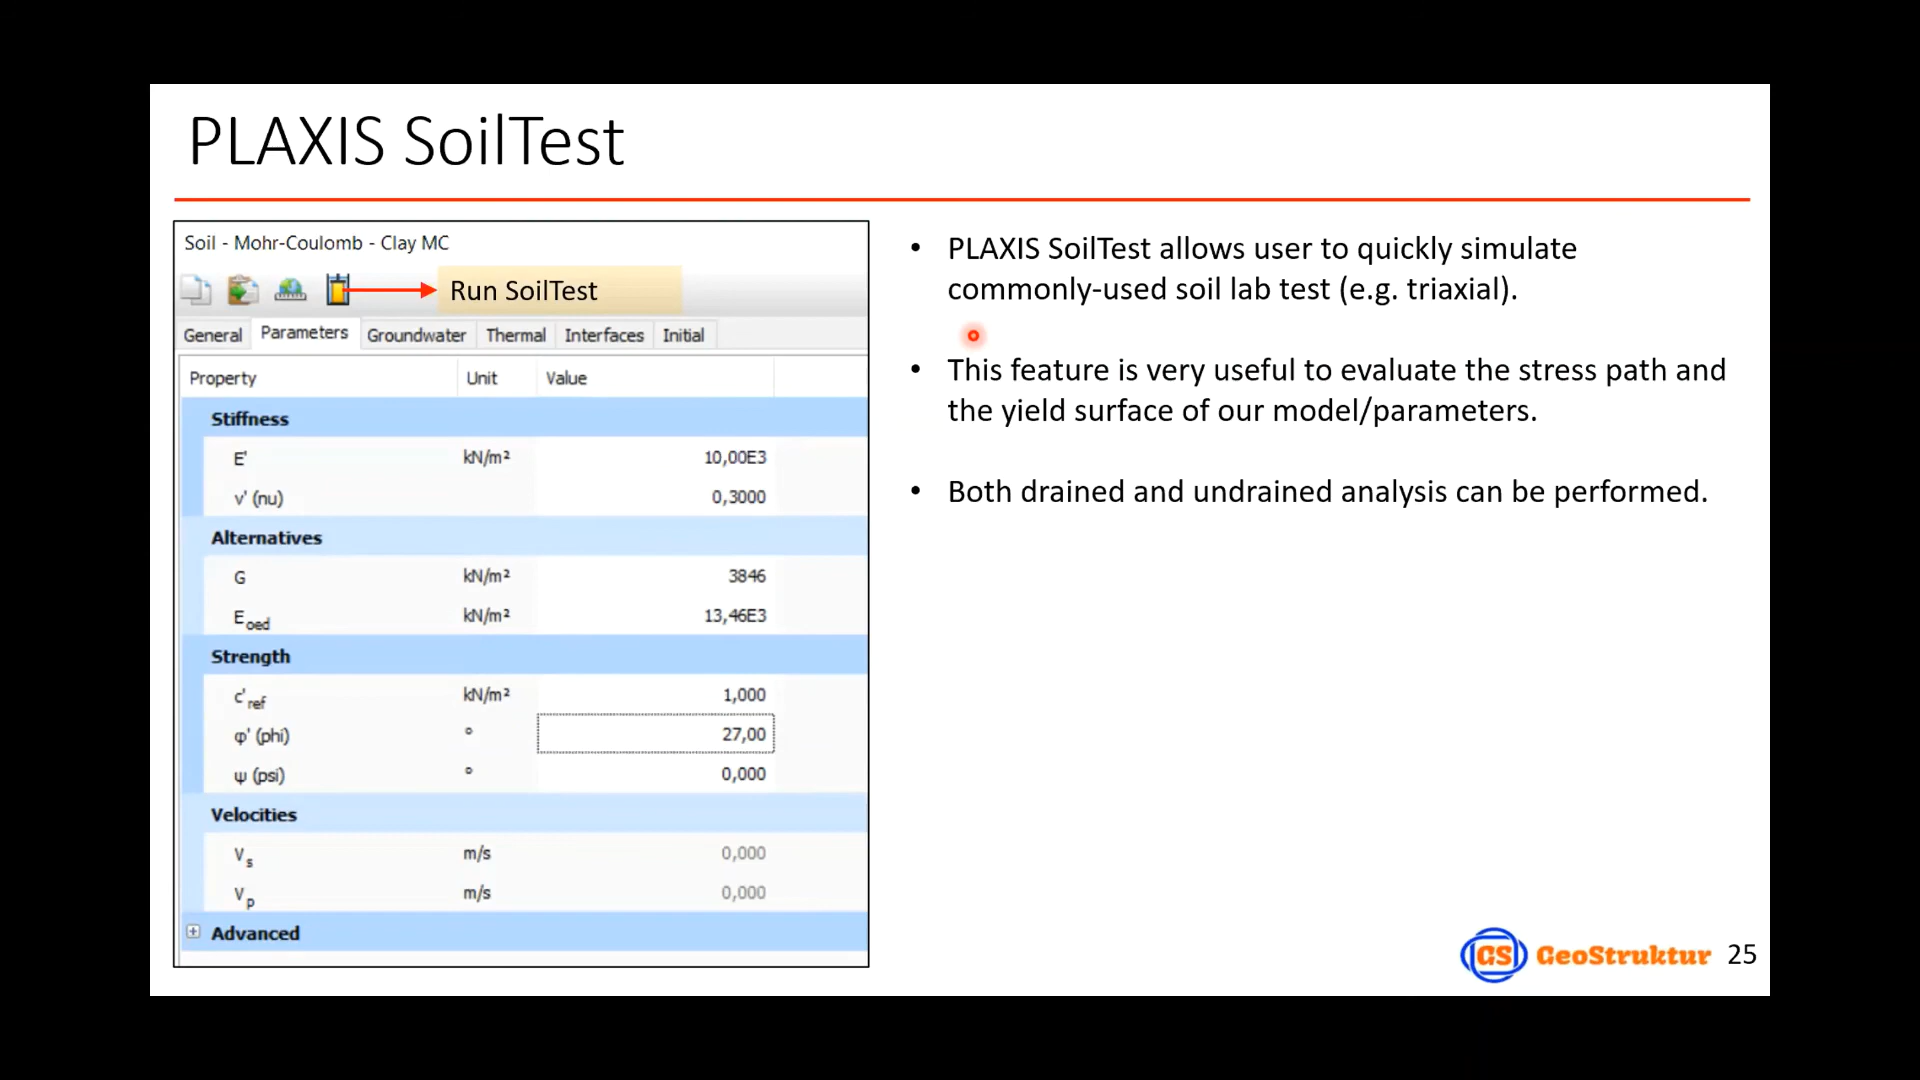 PLAXIS SoilTest
Soil - Mohr-Coulomb - Clay MC
Run SoilTest
General Parameters Groundwater Thermal Interfaces Initial
Property Unit Value
Stiffness
E' kN/m² 10,00E3
ν' (nu) 0,3000
Alternatives
G kN/m² 3846
E oed kN/m² 13,46E3
Strength
c' ref kN/m² 1,000
φ' (phi) ° 27,00
ψ (psi) ° 0,000
Velocities
V s m/s 0,000
V p m/s 0,000
Advanced
• PLAXIS SoilTest allows user to quickly simulate
commonly-used soil lab test (e.g. triaxial).
• This feature is very useful to evaluate the stress path and
the yield surface of our model/parameters.
• Both drained and undrained analysis can be performed.
GS GeoStruktur 25